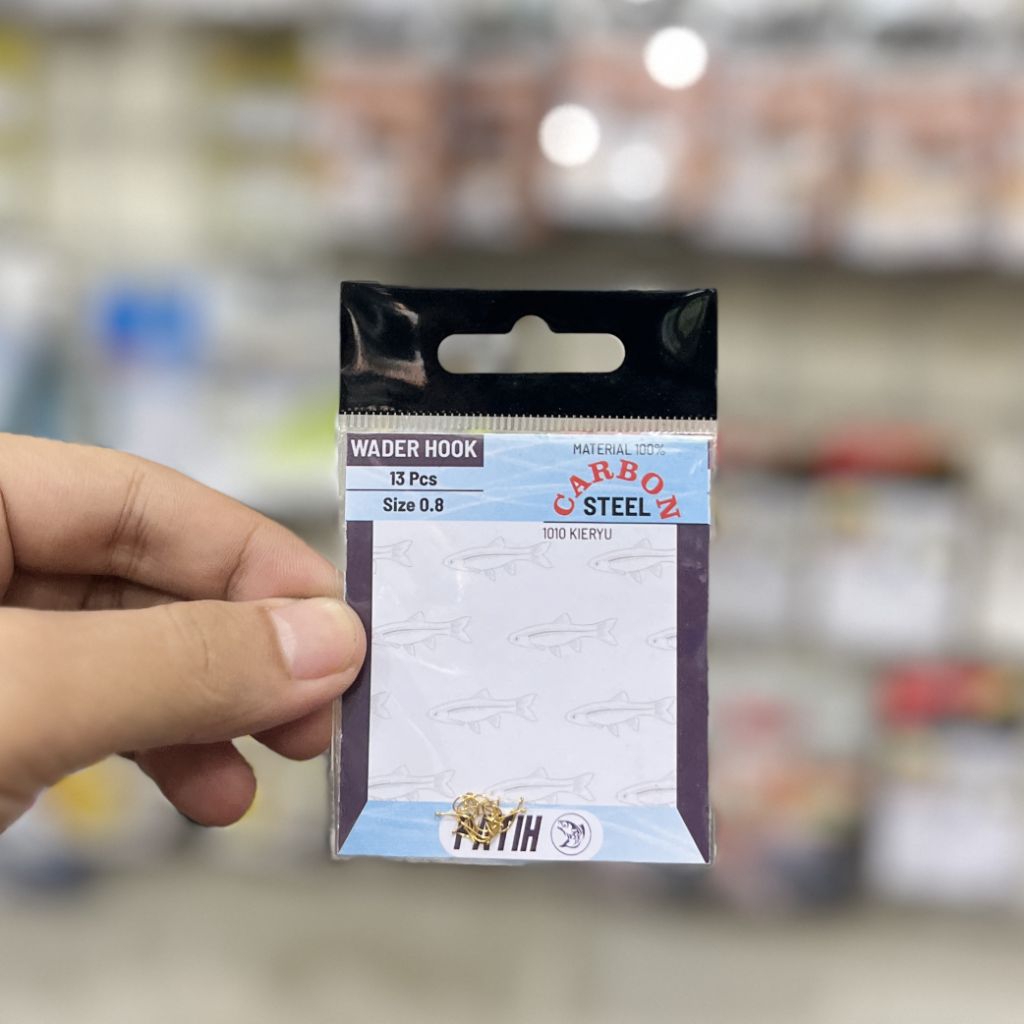 WADER HOOK
13 Pcs
Size 0.8
MATERIAL 100%
CARBON
STEEL
1010 KIERYU